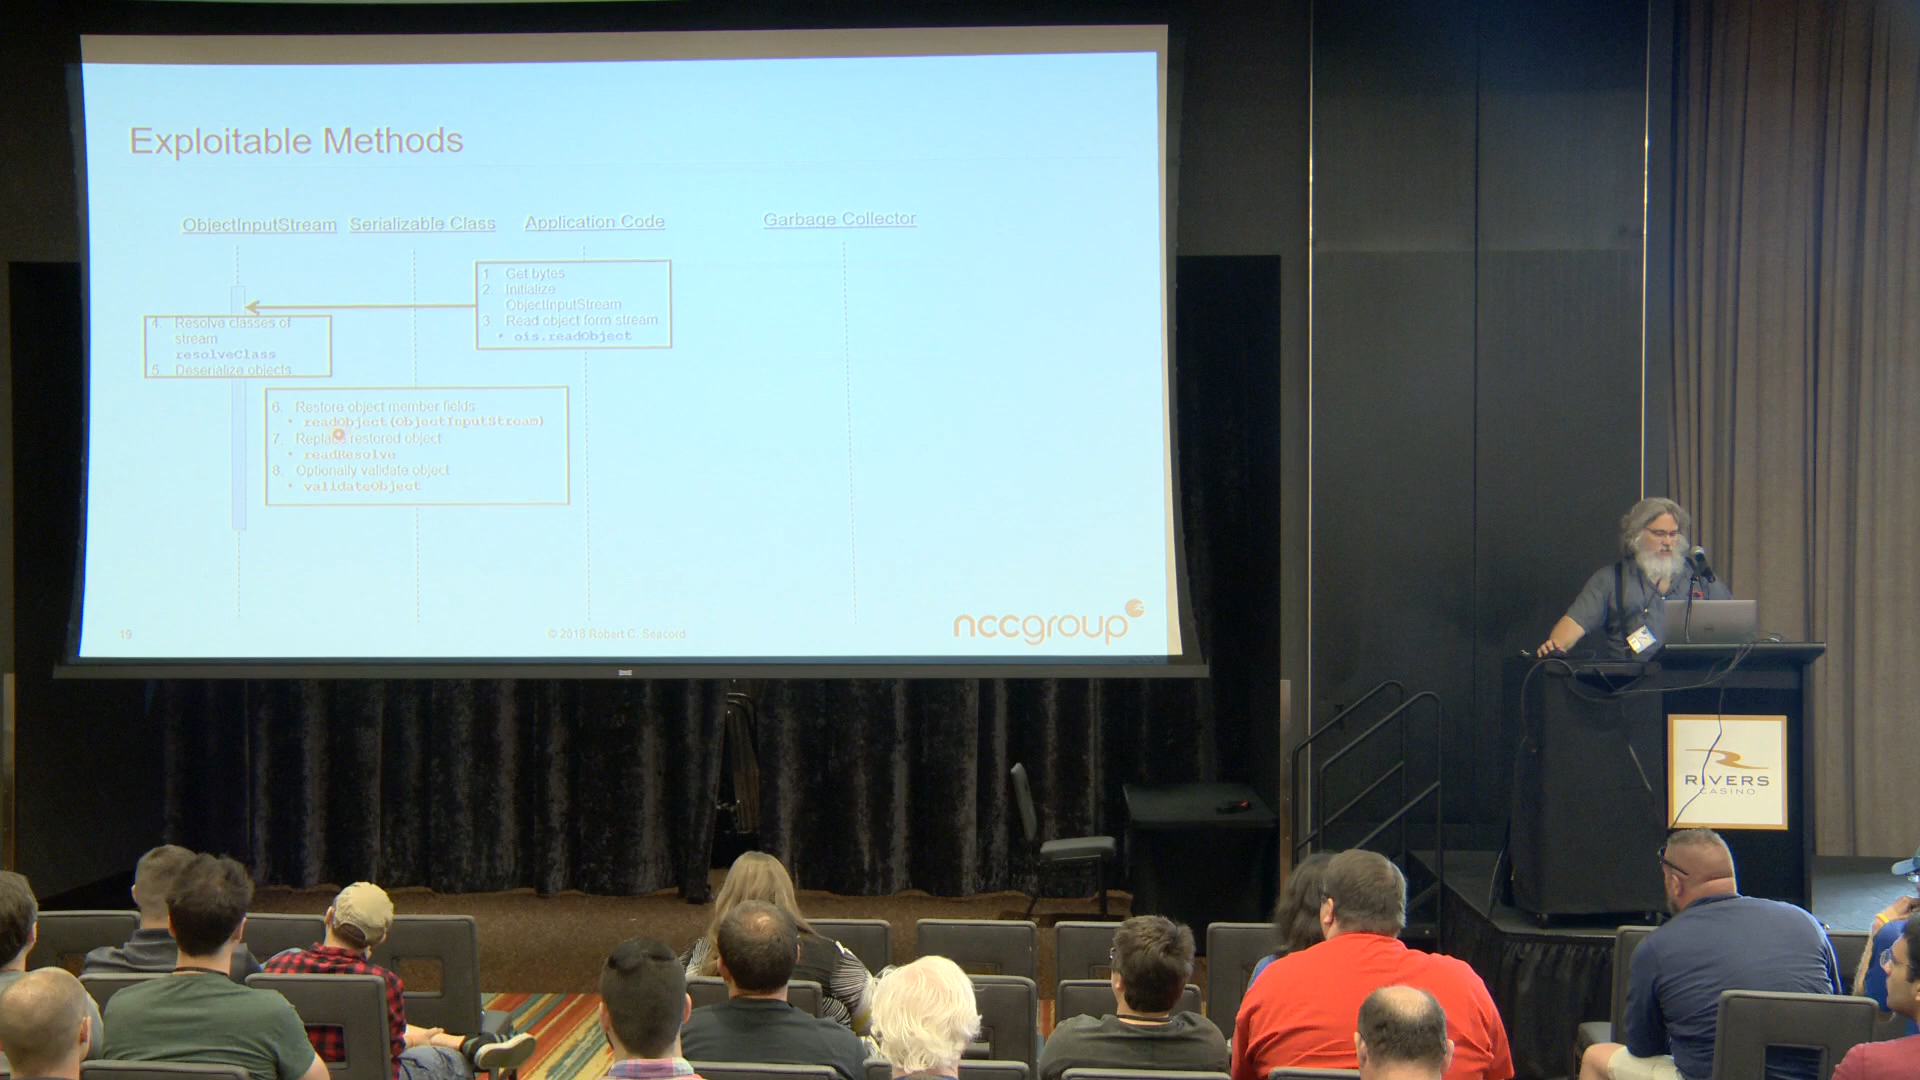 Exploitable Methods
ObjectInputStream Serializable Class Application Code Garbage Collector
1. Get bytes
2. Initialize
ObjectInputStream
3. Read object form stream
• ois.readObject
4. Resolve classes of
stream
resolveClass
5. Deserialize objects
6. Restore object member fields
• readObject(ObjectInputStream)
7. Replace restored object
• readResolve
8. Optionally validate object
• validateObject
19
© 2018 Robert C. Seacord
nccgroup
RIVERS
CASINO